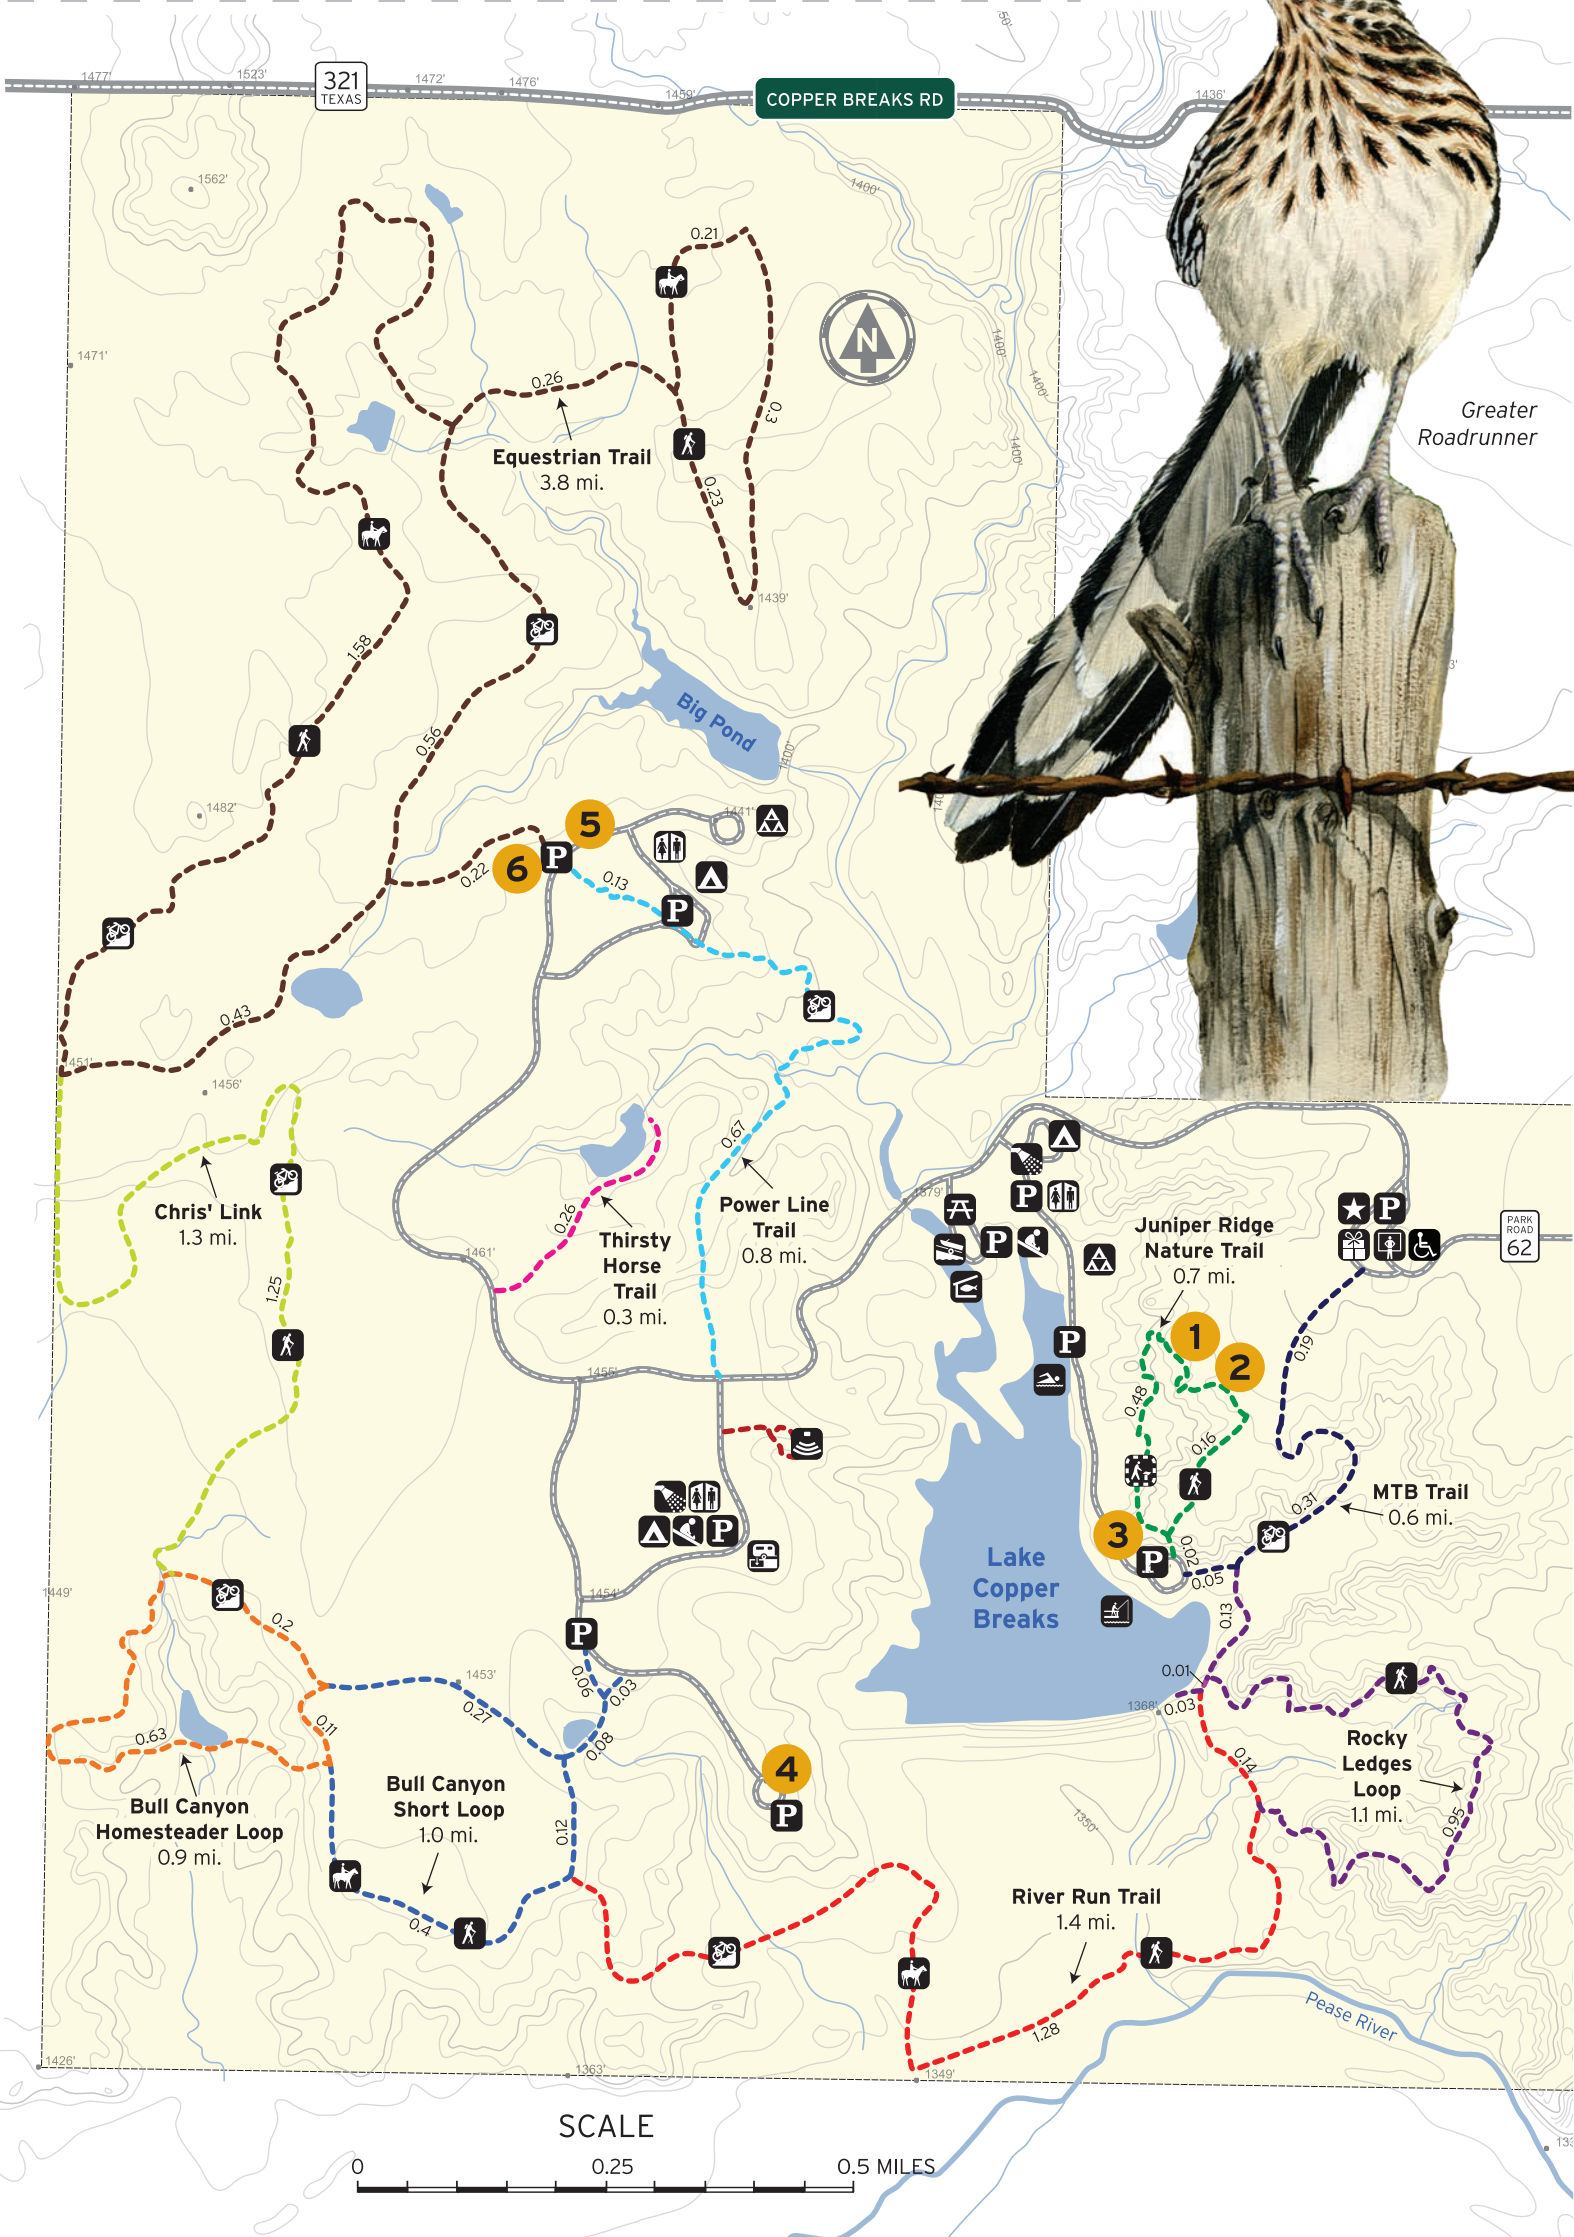 1477'
1523'
321
TEXAS
1472'
1476'
1459'
COPPER BREAKS RD
1436'
1562'
1400'
0.21
N
1471'
1400'
1400'
0.26
0.3
Greater
Roadrunner
1400'
Equestrian Trail
3.8 mi.
0.23
1439'
1.58
Big Pond
0.56
1400'
1482'
1441'
5
6
P
0.22
0.13
P
0.43
1451'
1456'
0.67
Chris' Link
1.3 mi.
0.26
1461'
Thirsty
Horse
Trail
0.3 mi.
Power Line
Trail
0.8 mi.
1379'
P
P
Juniper Ridge
Nature Trail
0.7 mi.
P
PARK
ROAD
62
1.25
1
2
P
0.19
1455'
0.48
0.16
MTB Trail
0.6 mi.
0.31
P
3
P
0.02
0.05
Lake
Copper
Breaks
1449'
1454'
0.2
P
0.13
0.06
0.03
1453'
0.01
0.03
1368'
0.27
0.11
0.63
0.08
4
P
0.14
Rocky
Ledges
Loop
1.1 mi.
0.95
Bull Canyon
Short Loop
1.0 mi.
Bull Canyon
Homesteader Loop
0.9 mi.
0.12
1350'
0.4
River Run Trail
1.4 mi.
1.28
Pease River
1426'
1363'
1349'
SCALE
0
0.25
0.5 MILES